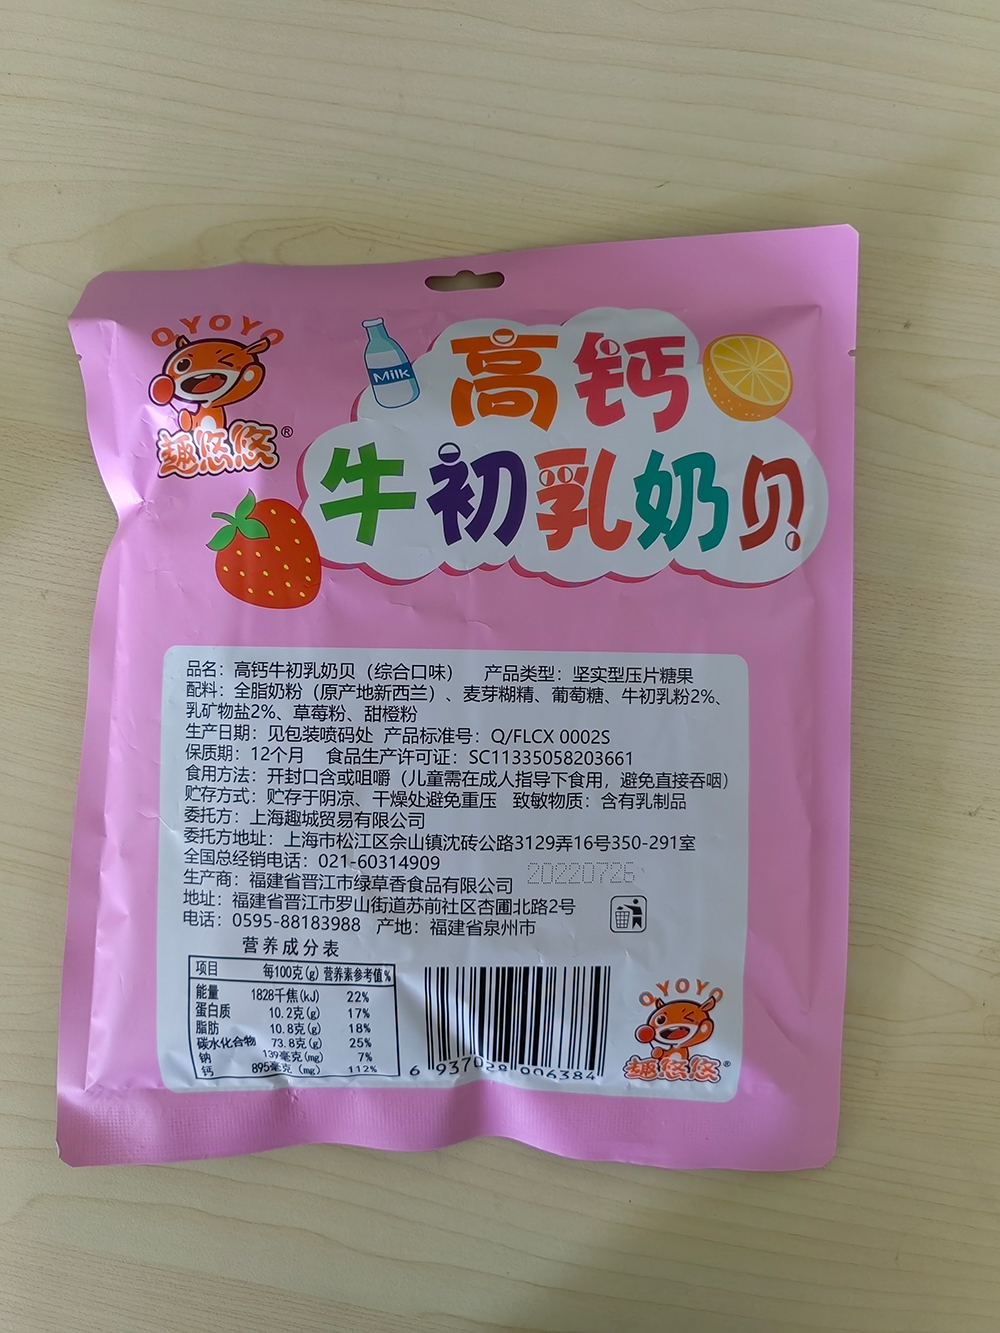 QYOYO
趣悠悠®
Milk
高钙
牛初乳奶贝
品名：高钙牛初乳奶贝（综合口味） 产品类型：坚实型压片糖果
配料：全脂奶粉（原产地新西兰）、麦芽糊精、葡萄糖、牛初乳粉2%、
乳矿物盐2%、草莓粉、甜橙粉
生产日期：见包装喷码处 产品标准号：Q/FLCX 0002S
保质期：12个月 食品生产许可证：SC11335058203661
食用方法：开封口含或咀嚼（儿童需在成人指导下食用，避免直接吞咽）
贮存方式：贮存于阴凉、干燥处避免重压 致敏物质：含有乳制品
委托方：上海趣城贸易有限公司
委托方地址：上海市松江区佘山镇沈砖公路3129弄16号350-291室
全国总经销电话：021-60314909
20220726
生产商：福建省晋江市绿草香食品有限公司
地址：福建省晋江市罗山街道苏前社区杏圃北路2号
电话：0595-88183988 产地：福建省泉州市
营养成分表
项目 每100克(g) 营养素参考值%
能量 1828千焦(kJ) 22%
蛋白质 10.2克(g) 17%
脂肪 10.8克(g) 18%
碳水化合物 73.8克(g) 25%
钠 139毫克(mg) 7%
钙 895毫克(mg) 112%
6 937028 906384
QYOYO
趣悠悠®